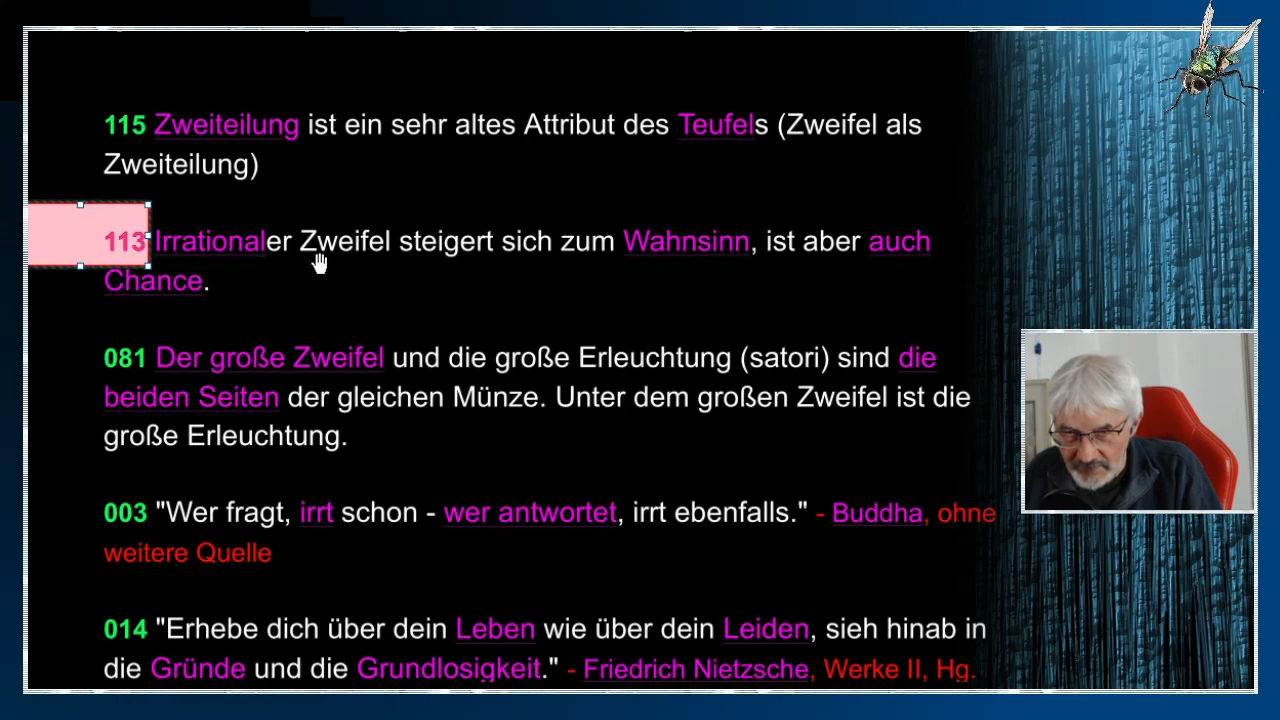 115 Zweiteilung ist ein sehr altes Attribut des Teufels (Zweifel als
Zweiteilung)
113 Irrationaler Zweifel steigert sich zum Wahnsinn, ist aber auch
Chance.
081 Der große Zweifel und die große Erleuchtung (satori) sind die
beiden Seiten der gleichen Münze. Unter dem großen Zweifel ist die
große Erleuchtung.
003 "Wer fragt, irrt schon - wer antwortet, irrt ebenfalls." - Buddha, ohne
weitere Quelle
014 "Erhebe dich über dein Leben wie über dein Leiden, sieh hinab in
die Gründe und die Grundlosigkeit." - Friedrich Nietzsche, Werke II, Hg.